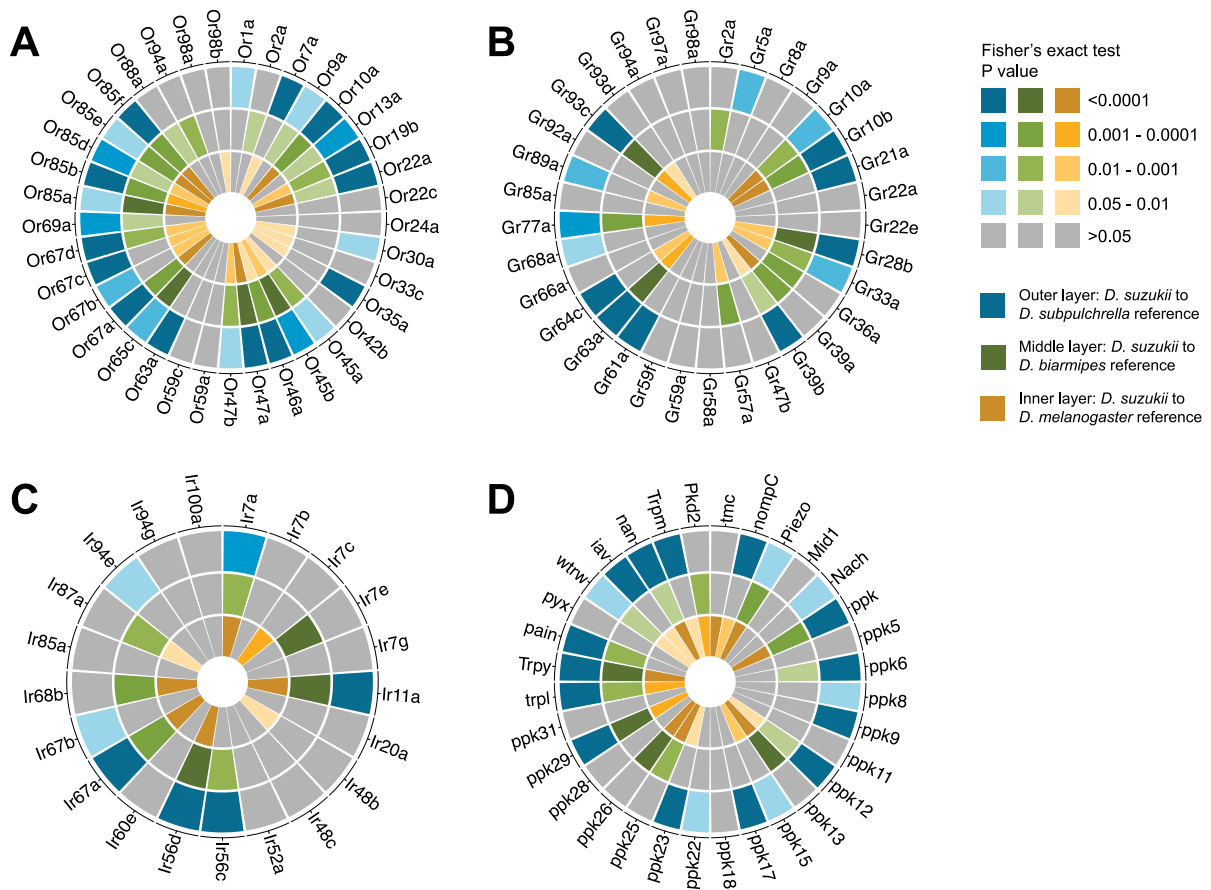 A
Or1a
Or2a
Or7a
Or9a
Or10a
Or13a
Or19b
Or22a
Or22c
Or24a
Or30a
Or33c
Or35a
Or42b
Or45a
Or45b
Or46a
Or47a
Or47b
Or59a
Or59c
Or63a
Or65c
Or67a
Or67b
Or67c
Or67d
Or69a
Or85a
Or85b
Or85d
Or85e
Or85f
Or88a
Or94a
Or98a
Or98b
B
Gr2a
Gr5a
Gr8a
Gr9a
Gr10a
Gr10b
Gr21a
Gr22a
Gr22e
Gr28b
Gr33a
Gr36a
Gr39a
Gr39b
Gr47b
Gr57a
Gr58a
Gr59a
Gr59f
Gr61a
Gr63a
Gr64c
Gr66a
Gr68a
Gr77a
Gr85a
Gr89a
Gr92a
Gr93c
Gr93d
Gr94a
Gr97a
Gr98a
Fisher's exact test
P value
<0.0001
0.001 - 0.0001
0.01 - 0.001
0.05 - 0.01
>0.05
Outer layer: D. suzukii to
D. subpulchrella reference
Middle layer: D. suzukii to
D. biarmipes reference
Inner layer: D. suzukii to
D. melanogaster reference
C
Ir7a
Ir7b
Ir7c
Ir7e
Ir7g
Ir11a
Ir20a
Ir48b
Ir48c
Ir52a
Ir56c
Ir56d
Ir60e
Ir67a
Ir67b
Ir68b
Ir85a
Ir87a
Ir94e
Ir94g
Ir100a
D
tmc
nompC
Piezo
Mid1
Nach
ppk
ppk5
ppk6
ppk8
ppk9
ppk11
ppk12
ppk13
ppk15
ppk17
ppk18
ppk22
ppk23
ppk25
ppk26
ppk28
ppk29
ppk31
trpl
Trpy
pain
pyx
wtrw
iav
nan
Trpm
Pkd2